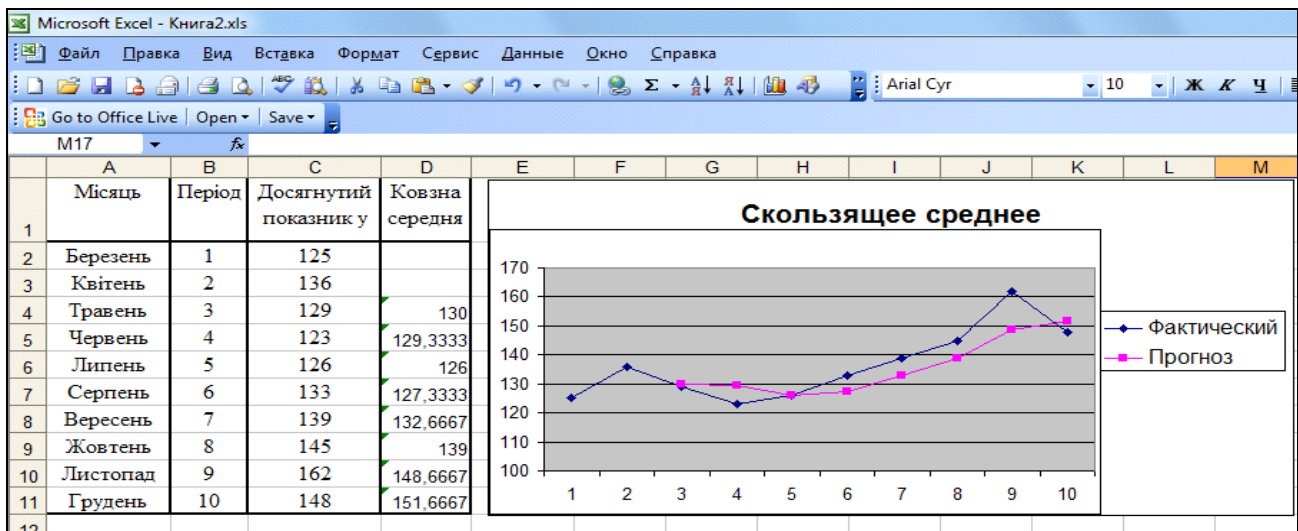 Microsoft Excel - Книга2.xls
Файл Правка Вид Вставка Формат Сервис Данные Окно Справка
Arial Cyr 10 Ж К Ч
Go to Office Live Open Save
M17 fx
A B C D E F G H I J K L M
1 Місяць Період Досягнутий показник у Ковзна середня
2 Березень 1 125
3 Квітень 2 136
4 Травень 3 129 130
5 Червень 4 123 129,3333
6 Липень 5 126 126
7 Серпень 6 133 127,3333
8 Вересень 7 139 132,6667
9 Жовтень 8 145 139
10 Листопад 9 162 148,6667
11 Грудень 10 148 151,6667
12
Скользящее среднее
170
160
150
140
130
120
110
100
1 2 3 4 5 6 7 8 9 10
Фактический
Прогноз